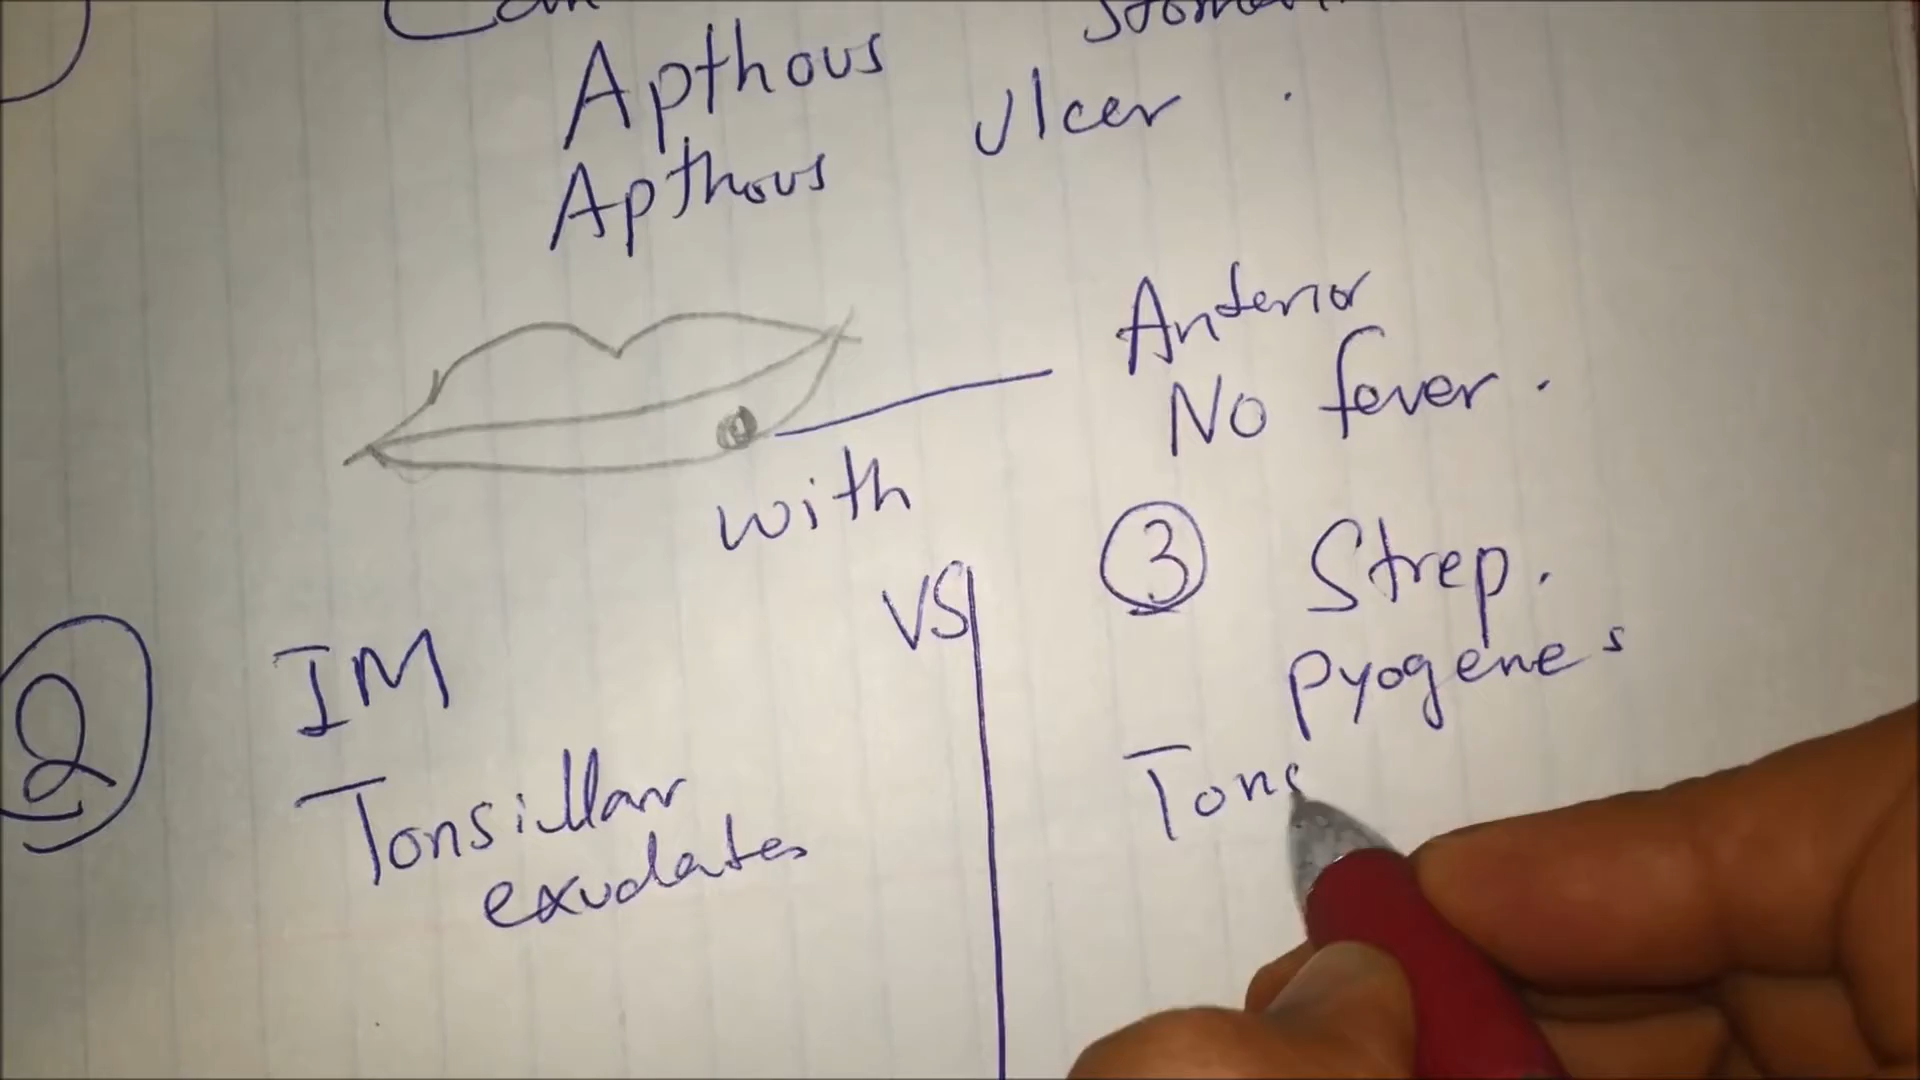 Apthous
Ulcer.
Apthous
Anterior
No fever.
with
VS
3 Strep.
pyogenes
2 IM
Tonsillar
exudates
Tons